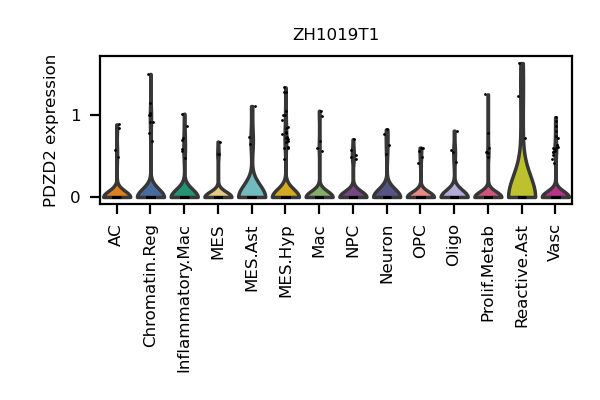 ZH1019T1
PDZD2 expression
1
0
AC
Chromatin.Reg
Inflammatory.Mac
MES
MES.Ast
MES.Hyp
Mac
NPC
Neuron
OPC
Oligo
Prolif.Metab
Reactive.Ast
Vasc